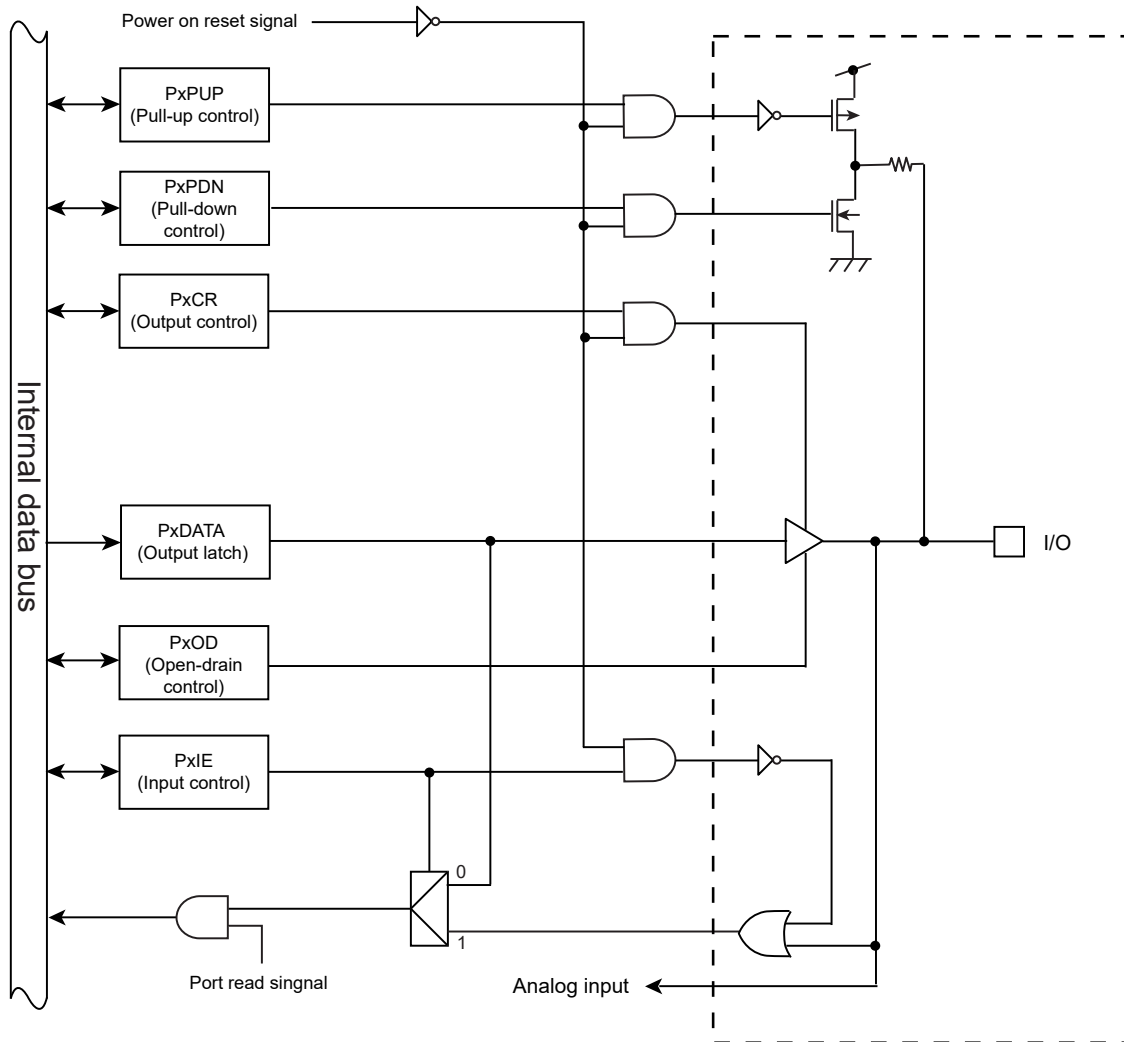 Power on reset signal
PxPUP
(Pull-up control)
PxPDN
(Pull-down
control)
PxCR
(Output control)
Internal data bus
PxDATA
(Output latch)
I/O
PxOD
(Open-drain
control)
PxIE
(Input control)
0
1
Port read singnal
Analog input